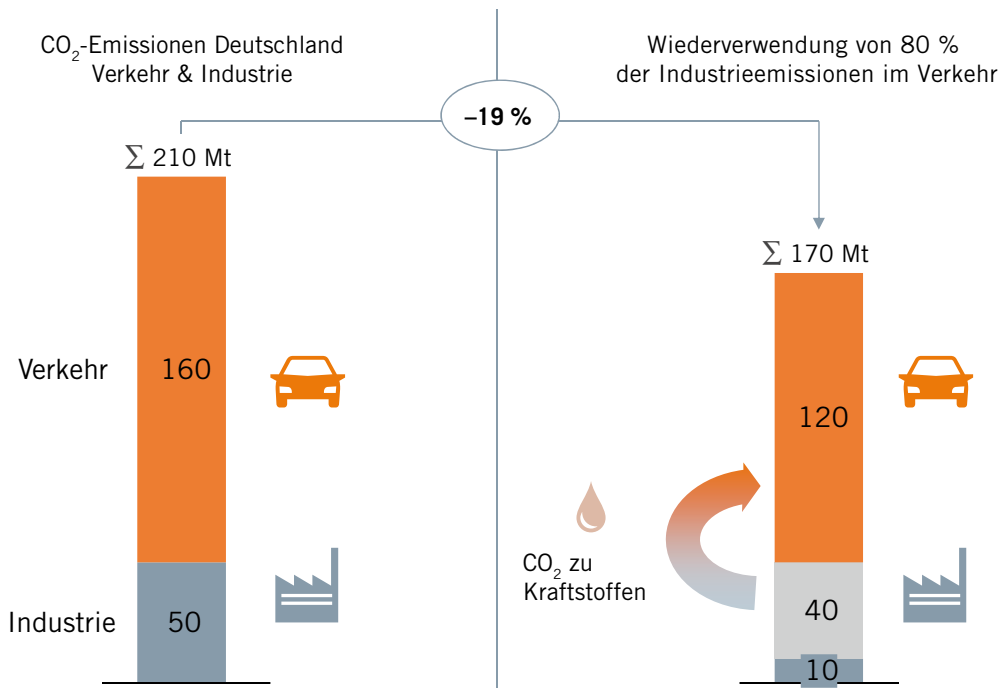 CO₂-Emissionen Deutschland
Verkehr & Industrie
Wiederverwendung von 80 %
der Industrieemissionen im Verkehr
–19 %
∑ 210 Mt
∑ 170 Mt
Verkehr
160
120
CO₂ zu
Kraftstoffen
Industrie
50
40
10